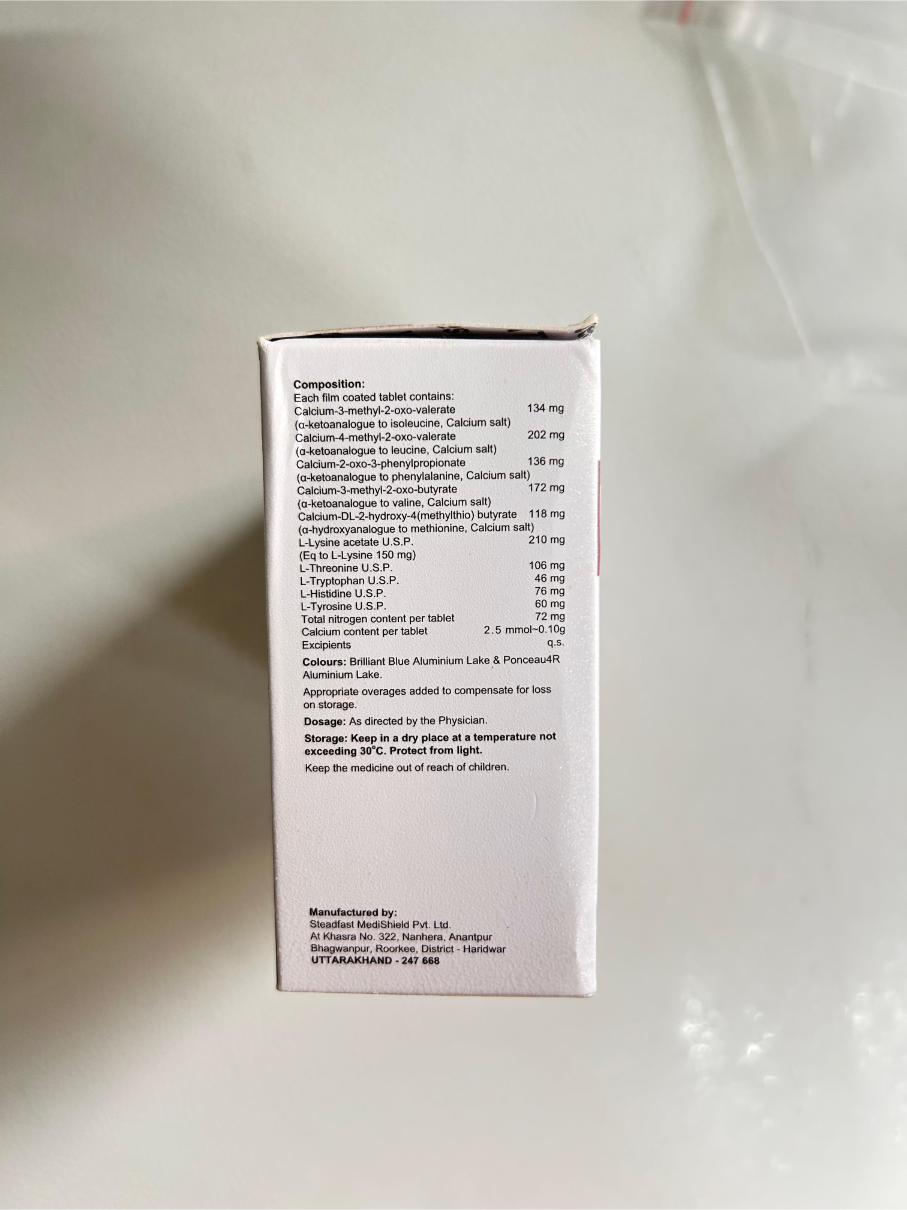 Composition:
Each film coated tablet contains:
Calcium-3-methyl-2-oxo-valerate 134 mg
(α-ketoanalogue to isoleucine, Calcium salt)
Calcium-4-methyl-2-oxo-valerate 202 mg
(α-ketoanalogue to leucine, Calcium salt)
Calcium-2-oxo-3-phenylpropionate 136 mg
(α-ketoanalogue to phenylalanine, Calcium salt)
Calcium-3-methyl-2-oxo-butyrate 172 mg
(α-ketoanalogue to valine, Calcium salt)
Calcium-DL-2-hydroxy-4(methylthio) butyrate 118 mg
(α-hydroxyanalogue to methionine, Calcium salt)
L-Lysine acetate U.S.P. 210 mg
(Eq to L-Lysine 150 mg)
L-Threonine U.S.P. 106 mg
L-Tryptophan U.S.P. 46 mg
L-Histidine U.S.P. 76 mg
L-Tyrosine U.S.P. 60 mg
Total nitrogen content per tablet 72 mg
Calcium content per tablet 2.5 mmol~0.10g
Excipients q.s.
Colours: Brilliant Blue Aluminium Lake & Ponceau4R
Aluminium Lake.
Appropriate overages added to compensate for loss
on storage.
Dosage: As directed by the Physician.
Storage: Keep in a dry place at a temperature not
exceeding 30°C. Protect from light.
Keep the medicine out of reach of children.
Manufactured by:
Steadfast MediShield Pvt. Ltd.
At Khasra No. 322, Nanhera, Anantpur
Bhagwanpur, Roorkee, District - Haridwar
UTTARAKHAND - 247 668